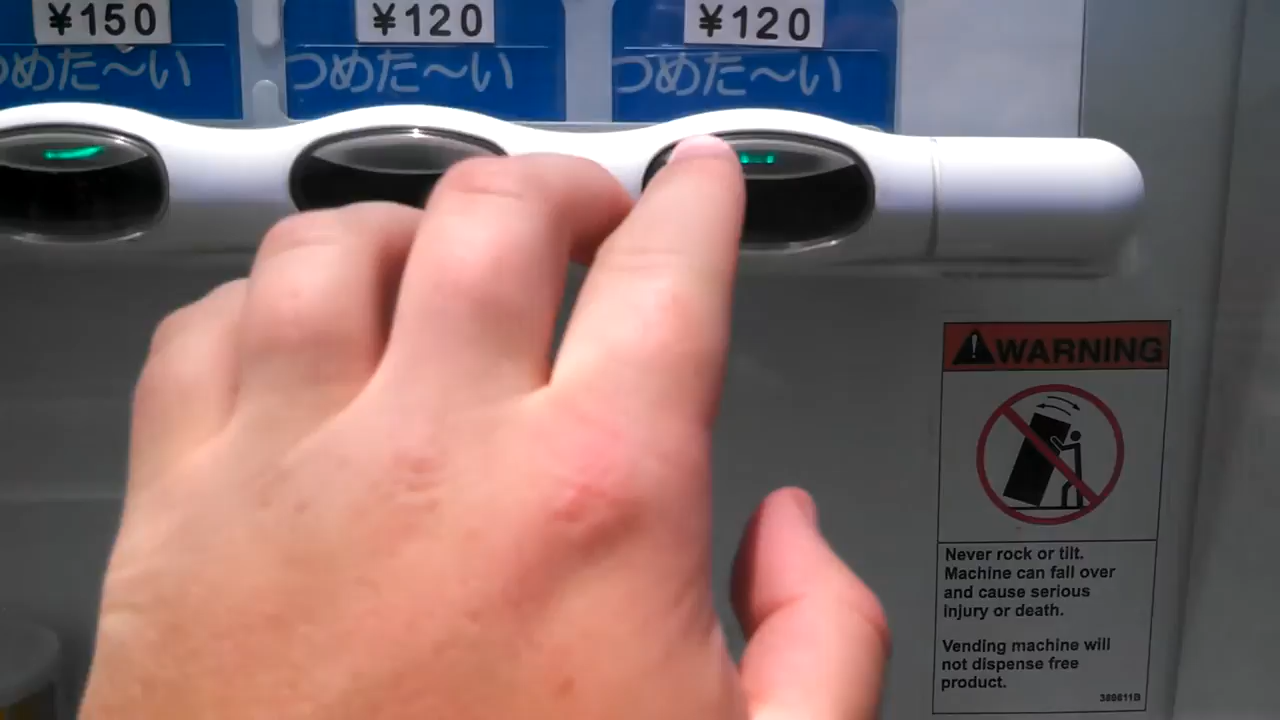 ¥150
¥120
¥120
つめた〜い
つめた〜い
つめた〜い
WARNING
Never rock or tilt.
Machine can fall over
and cause serious
injury or death.
Vending machine will
not dispense free
product.
389811B